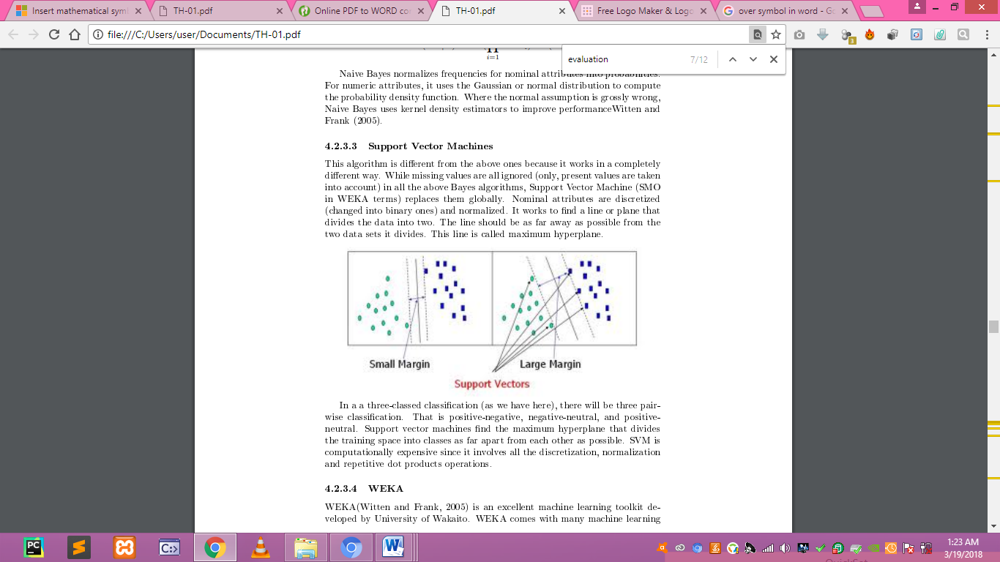 Insert mathematical sym
TH-01.pdf
Online PDF to WORD co
TH-01.pdf
Free Logo Maker & Log
over symbol in word - G
file:///C:/Users/user/Documents/TH-01.pdf
evaluation 7/12
i=1
Naive Bayes normalizes frequencies for nominal attributes into probabilities.
For numeric attributes, it uses the Gaussian or normal distribution to compute
the probability density function. Where the normal assumption is grossly wrong,
Naive Bayes uses kernel density estimators to improve performanceWitten and
Frank (2005).
4.2.3.3 Support Vector Machines
This algorithm is different from the above ones because it works in a completely
different way. While missing values are all ignored (only, present values are taken
into account) in all the above Bayes algorithms, Support Vector Machine (SMO
in WEKA terms) replaces them globally. Nominal attributes are discretized
(changed into binary ones) and normalized. It works to find a line or plane that
divides the data into two. The line should be as far away as possible from the
two data sets it divides. This line is called maximum hyperplane.
Small Margin
Large Margin
Support Vectors
In a a three-classed classification (as we have here), there will be three pair-
wise classification. That is positive-negative, negative-neutral, and positive-
neutral. Support vector machines find the maximum hyperplane that divides
the training space into classes as far apart from each other as possible. SVM is
computationally expensive since it involves all the discretization, normalization
and repetitive dot products operations.
4.2.3.4 WEKA
WEKA(Witten and Frank, 2005) is an excellent machine learning toolkit de-
veloped by University of Wakaito. WEKA comes with many machine learning
1:23 AM
3/19/2018